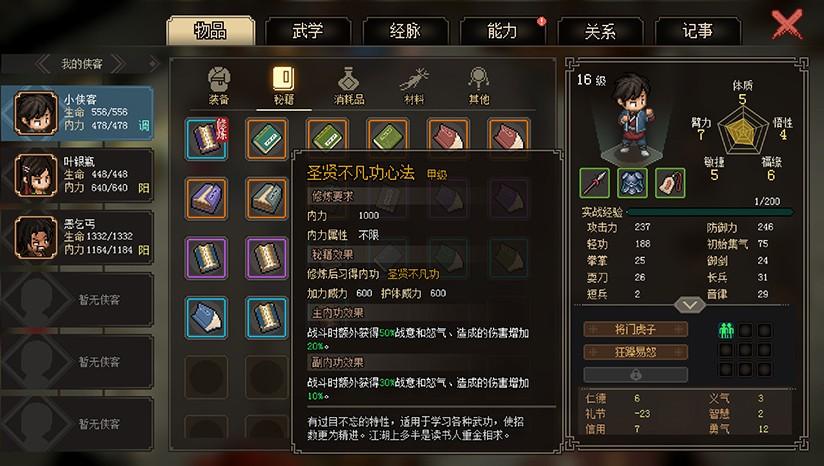 物品
武学
经脉
能力
关系
记事
我的侠客
小侠客
生命 556/556
内力 478/478 调
叶银瓶
生命 448/448
内力 640/640 阳
恶乞丐
生命 1332/1332
内力 1164/1184 阳
暂无侠客
暂无侠客
暂无侠客
装备
秘籍
消耗品
材料
其他
修炼
圣贤不凡功心法 甲级
修炼要求
内力 1000
内力属性 不限
秘籍效果
修炼后习得内功 圣贤不凡功
加力威力 600 护体威力 600
主内功效果
战斗时额外获得50%战意和怒气、造成的伤害增加
20%。
副内功效果
战斗时额外获得30%战意和怒气、造成的伤害增加
10%。
有过目不忘的特性，适用于学习各种武功，使招
数更为精进。江湖上多半是读书人重金相求。
16 级
体质
5
臂力
7
悟性
4
敏捷
5
福缘
6
1/200
实战经验
攻击力 237 防御力 246
轻功 188 初始集气 75
拳掌 25 御剑 24
耍刀 26 长兵 31
短兵 2 音律 29
将门虎子
狂躁易怒
仁德 6 义气 3
礼节 -23 智慧 2
信用 7 勇气 12